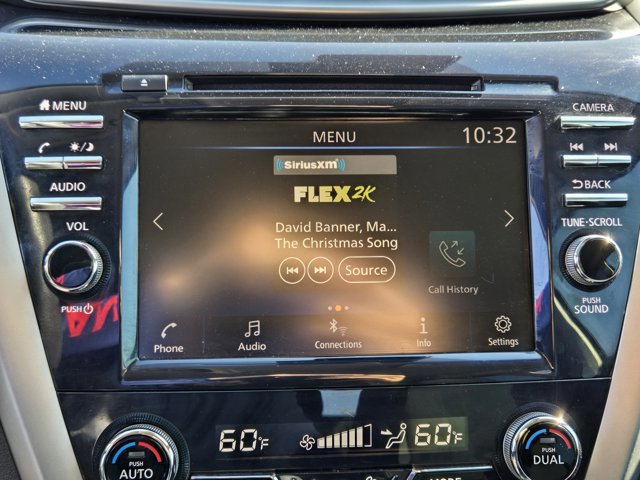 MENU
CAMERA
AUDIO
BACK
VOL
TUNE·SCROLL
PUSH
PUSH
SOUND
MENU
10:32
SiriusXM
FLEX2K
David Banner, Ma...
The Christmas Song
Source
Call History
Phone
Audio
Connections
Info
Settings
60°F
60°F
PUSH
AUTO
PUSH
DUAL